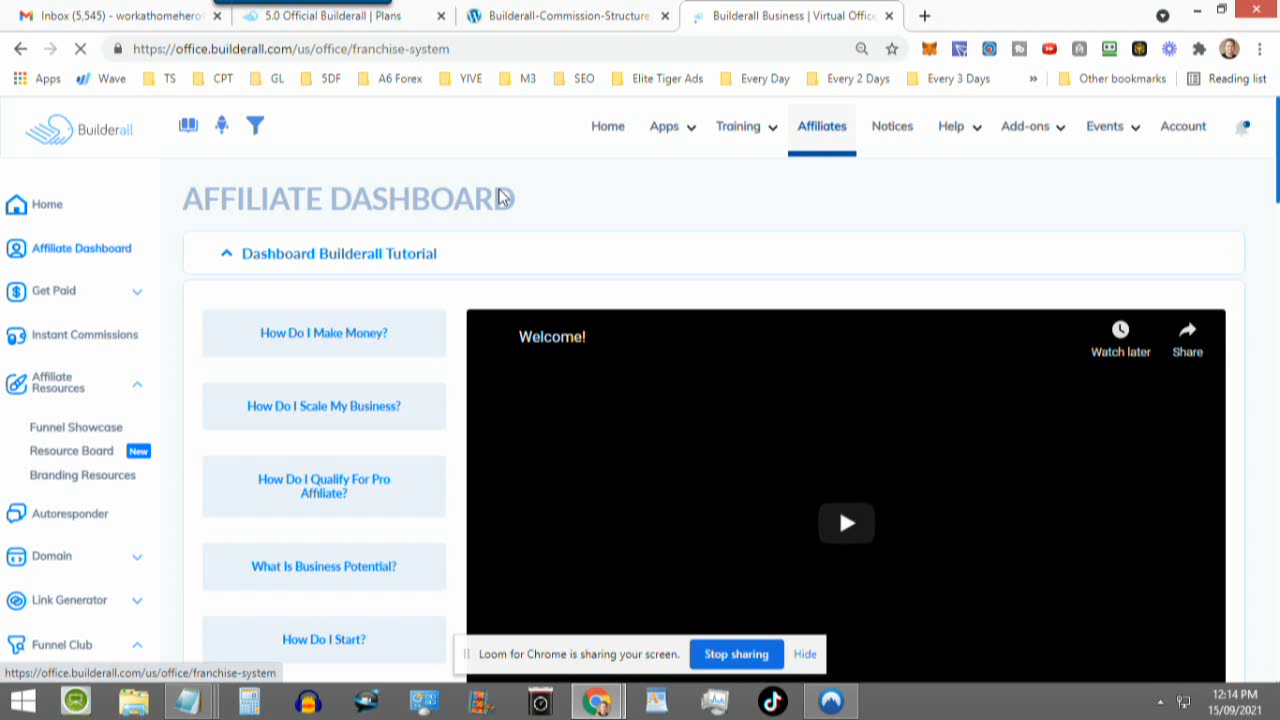 Inbox (5,545) - workathomehero
5.0 Official Builderall | Plans
Builderall-Commission-Structure
Builderall Business | Virtual Offic
https://office.builderall.com/us/office/franchise-system
Apps
Wave
TS
CPT
GL
5DF
A6 Forex
YIVE
M3
SEO
Elite Tiger Ads
Every Day
Every 2 Days
Every 3 Days
»
Other bookmarks
Reading list
Builderall
Home
Apps
Training
Affiliates
Notices
Help
Add-ons
Events
Account
AFFILIATE DASHBOARD
Home
Affiliate Dashboard
Get Paid
Instant Commissions
Affiliate
Resources
Funnel Showcase
Resource Board New
Branding Resources
Autoresponder
Domain
Link Generator
Funnel Club
Dashboard Builderall Tutorial
How Do I Make Money?
How Do I Scale My Business?
How Do I Qualify For Pro
Affiliate?
What Is Business Potential?
How Do I Start?
Welcome!
Watch later
Share
Loom for Chrome is sharing your screen.
Stop sharing
Hide
https://office.builderall.com/us/office/franchise-system
12:14 PM
15/09/2021